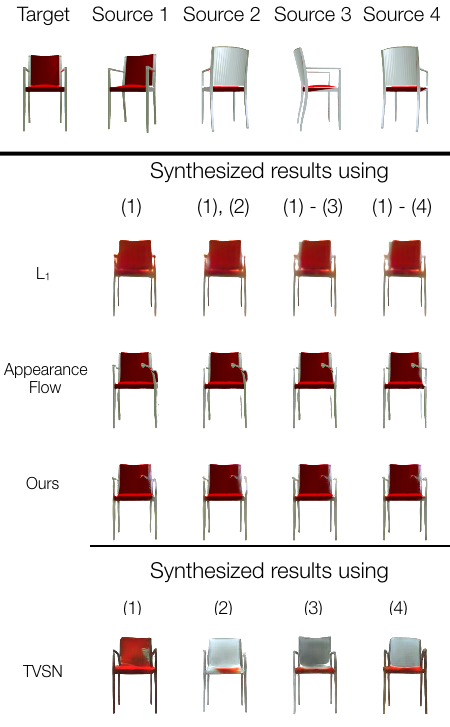 Target Source 1 Source 2 Source 3 Source 4
Synthesized results using
(1) (1), (2) (1) - (3) (1) - (4)
L₁
Appearance
Flow
Ours
Synthesized results using
(1) (2) (3) (4)
TVSN